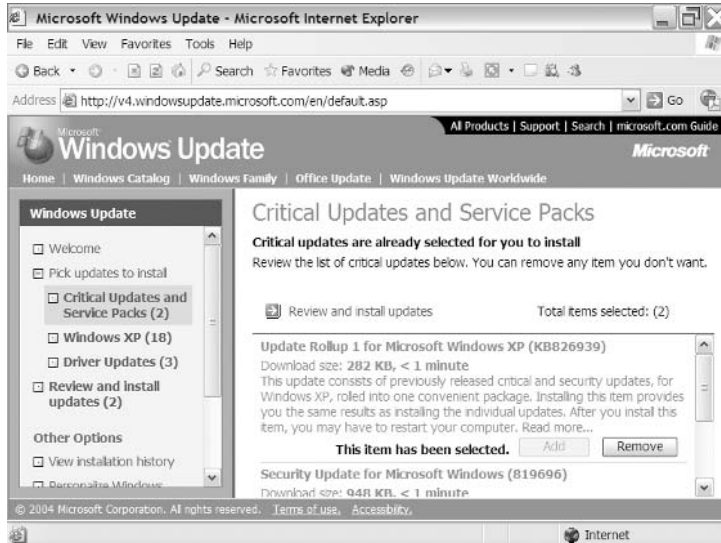 Microsoft Windows Update - Microsoft Internet Explorer
File Edit View Favorites Tools Help
Back Search Favorites Media
Address http://v4.windowsupdate.microsoft.com/en/default.asp Go
All Products | Support | Search | microsoft.com Guide
Microsoft
Windows Update
Microsoft
Home | Windows Catalog | Windows Family | Office Update | Windows Update Worldwide
Windows Update
Welcome
Pick updates to install
Critical Updates and
Service Packs (2)
Windows XP (18)
Driver Updates (3)
Review and install
updates (2)
Other Options
View installation history
Personalize Windows
Critical Updates and Service Packs
Critical updates are already selected for you to install
Review the list of critical updates below. You can remove any item you don't want.
Review and install updates Total items selected: (2)
Update Rollup 1 for Microsoft Windows XP (KB826939)
Download size: 282 KB, < 1 minute
This update consists of previously released critical and security updates, for
Windows XP, rolled into one convenient package. Installing this item provides
you the same results as installing the individual updates. After you install this
item, you may have to restart your computer. Read more...
This item has been selected. Add Remove
Security Update for Microsoft Windows (819696)
Download size: 948 KB, < 1 minute
© 2004 Microsoft Corporation. All rights reserved. Terms of use. Accessibility.
Internet